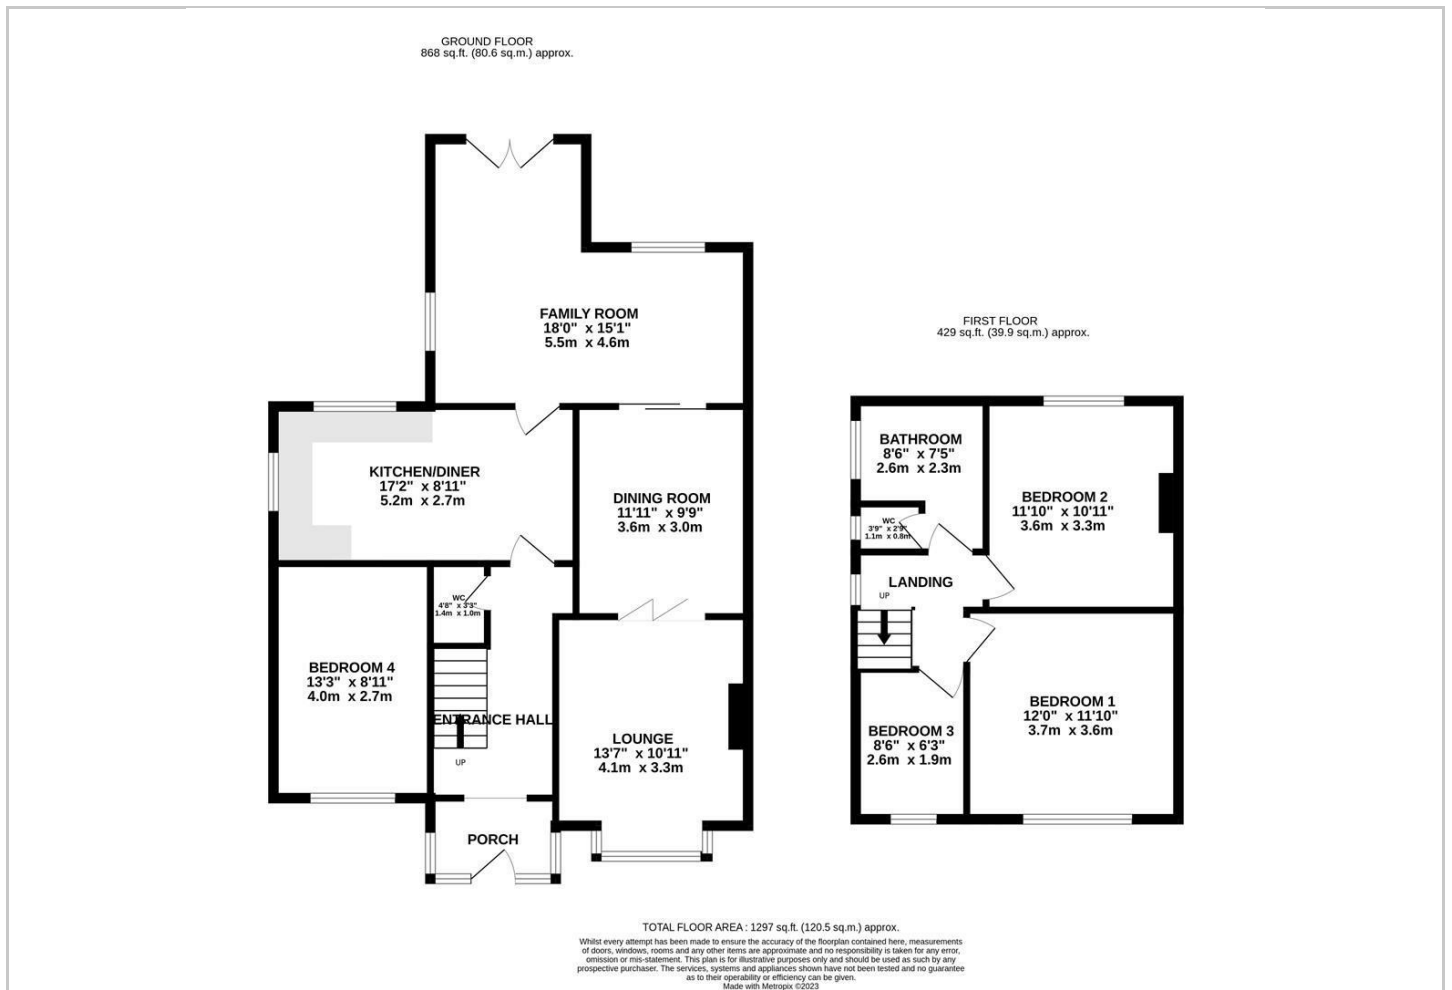 GROUND FLOOR
868 sq.ft. (80.6 sq.m.) approx.
FAMILY ROOM
18'0" x 15'1"
5.5m x 4.6m
KITCHEN/DINER
17'2" x 8'11"
5.2m x 2.7m
DINING ROOM
11'11" x 9'9"
3.6m x 3.0m
WC
4'8" x 3'3"
1.4m x 1.0m
BEDROOM 4
13'3" x 8'11"
4.0m x 2.7m
ENTRANCE HALL
UP
LOUNGE
13'7" x 10'11"
4.1m x 3.3m
PORCH
FIRST FLOOR
429 sq.ft. (39.9 sq.m.) approx.
BATHROOM
8'6" x 7'5"
2.6m x 2.3m
BEDROOM 2
11'10" x 10'11"
3.6m x 3.3m
WC
3'9" x 2'9"
1.1m x 0.8m
LANDING
UP
BEDROOM 1
12'0" x 11'10"
3.7m x 3.6m
BEDROOM 3
8'6" x 6'3"
2.6m x 1.9m
TOTAL FLOOR AREA : 1297 sq.ft. (120.5 sq.m.) approx.
Whilst every attempt has been made to ensure the accuracy of the floorplan contained here, measurements
of doors, windows, rooms and any other items are approximate and no responsibility is taken for any error,
omission or mis-statement. This plan is for illustrative purposes only and should be used as such by any
prospective purchaser. The services, systems and appliances shown have not been tested and no guarantee
as to their operability or efficiency can be given.
Made with Metropix ©2023